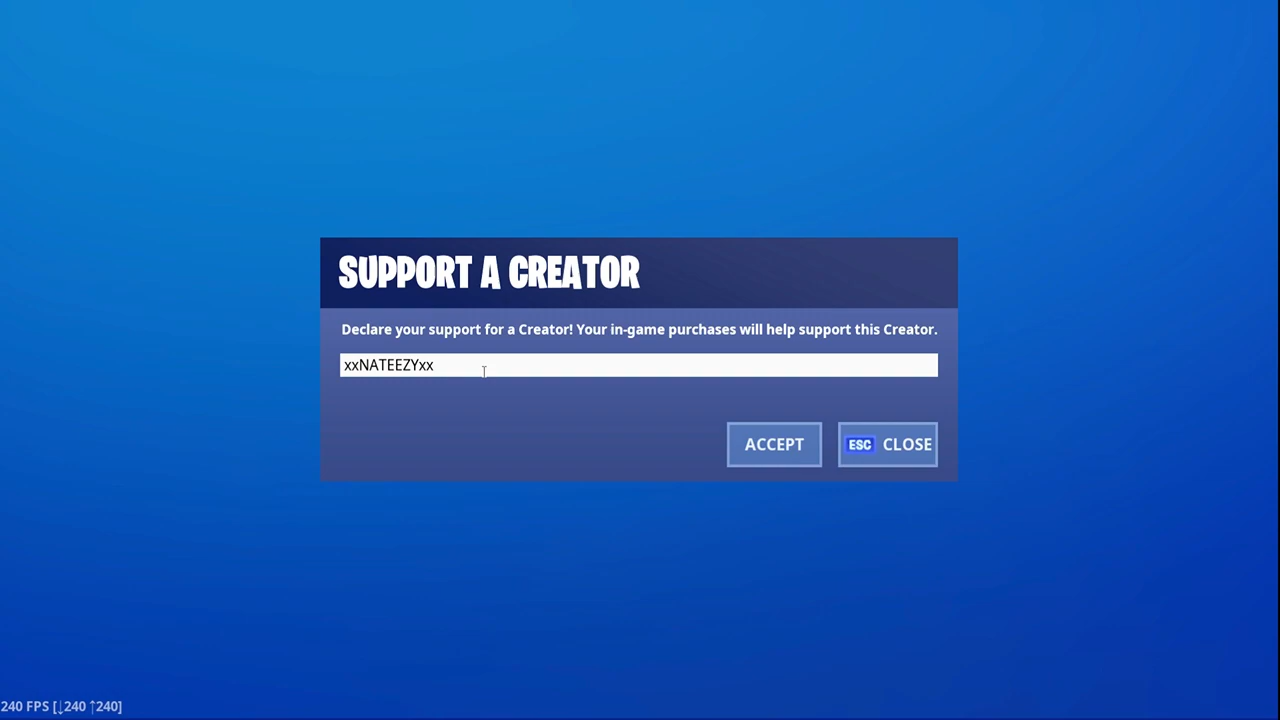 SUPPORT A CREATOR
Declare your support for a Creator! Your in-game purchases will help support this Creator.
xxNATEEZYxx
ACCEPT
ESC CLOSE
240 FPS [↓240 ↑240]